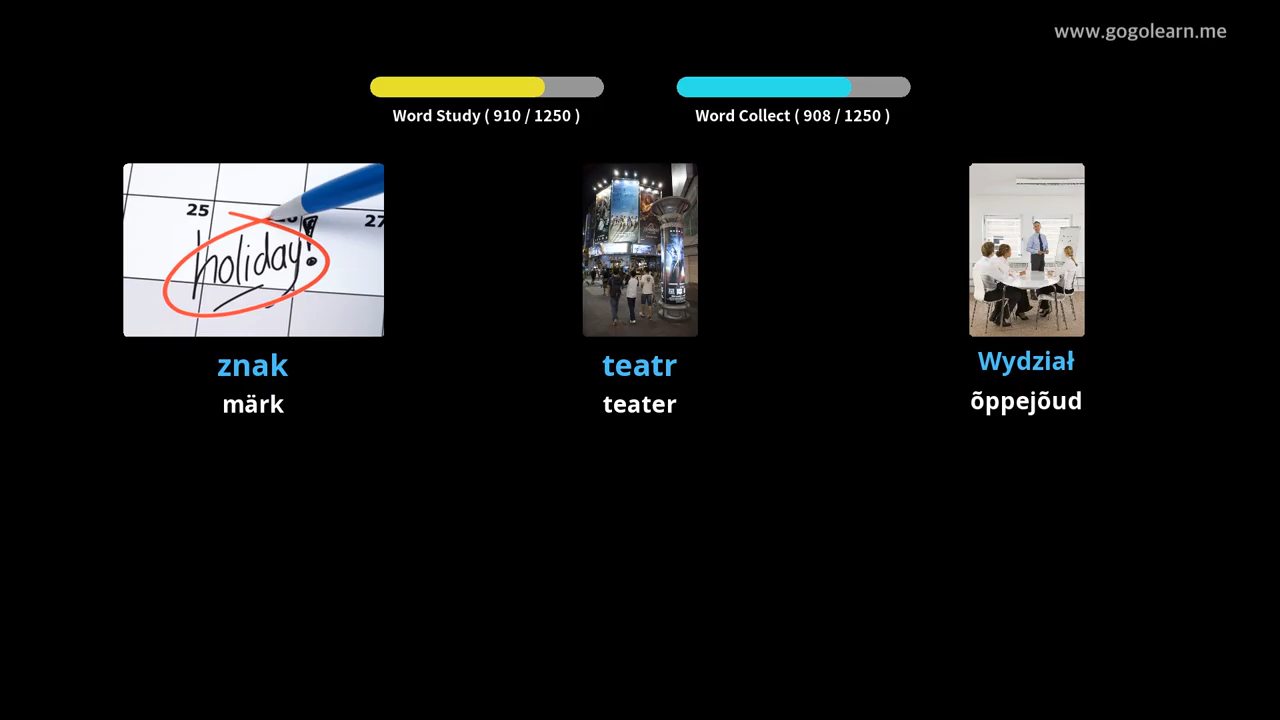 www.gogolearn.me
Word Study ( 910 / 1250 )
Word Collect ( 908 / 1250 )
25
27
holiday!
znak
teatr
Wydział
märk
teater
õppejõud